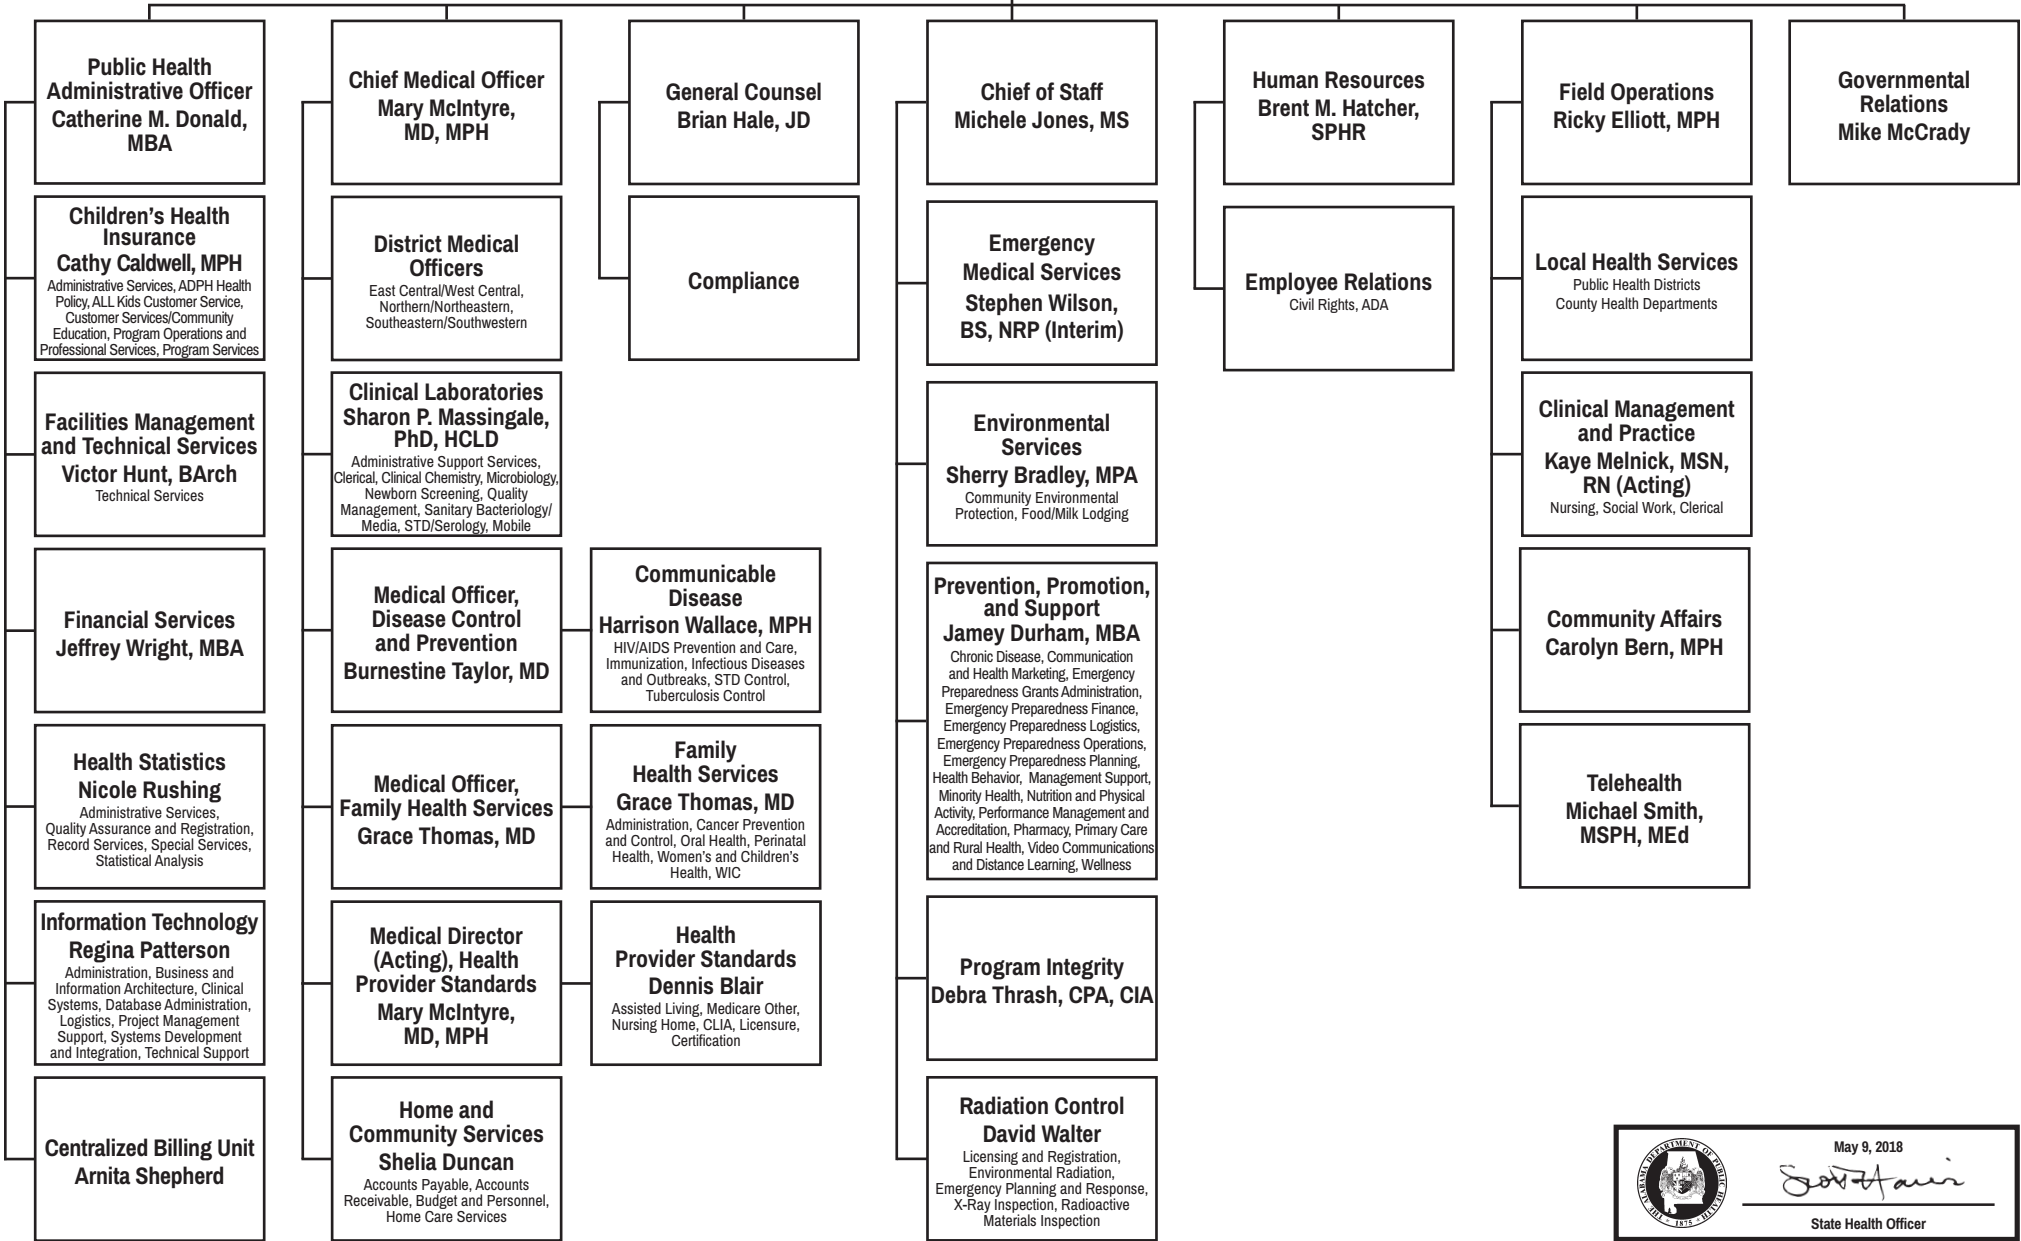 Public Health
Administrative Officer
Catherine M. Donald,
MBA
Children’s Health
Insurance
Cathy Caldwell, MPH
Administrative Services, ADPH Health
Policy, ALL Kids Customer Service,
Customer Services/Community
Education, Program Operations and
Professional Services, Program Services
Facilities Management
and Technical Services
Victor Hunt, BArch
Technical Services
Financial Services
Jeffrey Wright, MBA
Health Statistics
Nicole Rushing
Administrative Services,
Quality Assurance and Registration,
Record Services, Special Services,
Statistical Analysis
Information Technology
Regina Patterson
Administration, Business and
Information Architecture, Clinical
Systems, Database Administration,
Logistics, Project Management
Support, Systems Development
and Integration, Technical Support
Centralized Billing Unit
Arnita Shepherd
Chief Medical Officer
Mary McIntyre,
MD, MPH
District Medical
Officers
East Central/West Central,
Northern/Northeastern,
Southeastern/Southwestern
Clinical Laboratories
Sharon P. Massingale,
PhD, HCLD
Administrative Support Services,
Clerical, Clinical Chemistry, Microbiology,
Newborn Screening, Quality
Management, Sanitary Bacteriology/
Media, STD/Serology, Mobile
Medical Officer,
Disease Control
and Prevention
Burnestine Taylor, MD
Communicable
Disease
Harrison Wallace, MPH
HIV/AIDS Prevention and Care,
Immunization, Infectious Diseases
and Outbreaks, STD Control,
Tuberculosis Control
Medical Officer,
Family Health Services
Grace Thomas, MD
Family
Health Services
Grace Thomas, MD
Administration, Cancer Prevention
and Control, Oral Health, Perinatal
Health, Women’s and Children’s
Health, WIC
Medical Director
(Acting), Health
Provider Standards
Mary McIntyre,
MD, MPH
Health
Provider Standards
Dennis Blair
Assisted Living, Medicare Other,
Nursing Home, CLIA, Licensure,
Certification
Home and
Community Services
Shelia Duncan
Accounts Payable, Accounts
Receivable, Budget and Personnel,
Home Care Services
General Counsel
Brian Hale, JD
Compliance
Chief of Staff
Michele Jones, MS
Emergency
Medical Services
Stephen Wilson,
BS, NRP (Interim)
Environmental
Services
Sherry Bradley, MPA
Community Environmental
Protection, Food/Milk Lodging
Prevention, Promotion,
and Support
Jamey Durham, MBA
Chronic Disease, Communication
and Health Marketing, Emergency
Preparedness Grants Administration,
Emergency Preparedness Finance,
Emergency Preparedness Logistics,
Emergency Preparedness Operations,
Emergency Preparedness Planning,
Health Behavior, Management Support,
Minority Health, Nutrition and Physical
Activity, Performance Management and
Accreditation, Pharmacy, Primary Care
and Rural Health, Video Communications
and Distance Learning, Wellness
Program Integrity
Debra Thrash, CPA, CIA
Radiation Control
David Walter
Licensing and Registration,
Environmental Radiation,
Emergency Planning and Response,
X-Ray Inspection, Radioactive
Materials Inspection
Human Resources
Brent M. Hatcher,
SPHR
Employee Relations
Civil Rights, ADA
Field Operations
Ricky Elliott, MPH
Local Health Services
Public Health Districts
County Health Departments
Clinical Management
and Practice
Kaye Melnick, MSN,
RN (Acting)
Nursing, Social Work, Clerical
Community Affairs
Carolyn Bern, MPH
Telehealth
Michael Smith,
MSPH, MEd
Governmental
Relations
Mike McCrady
THE ALABAMA DEPARTMENT OF PUBLIC HEALTH
1875
May 9, 2018
Scott Harris
State Health Officer